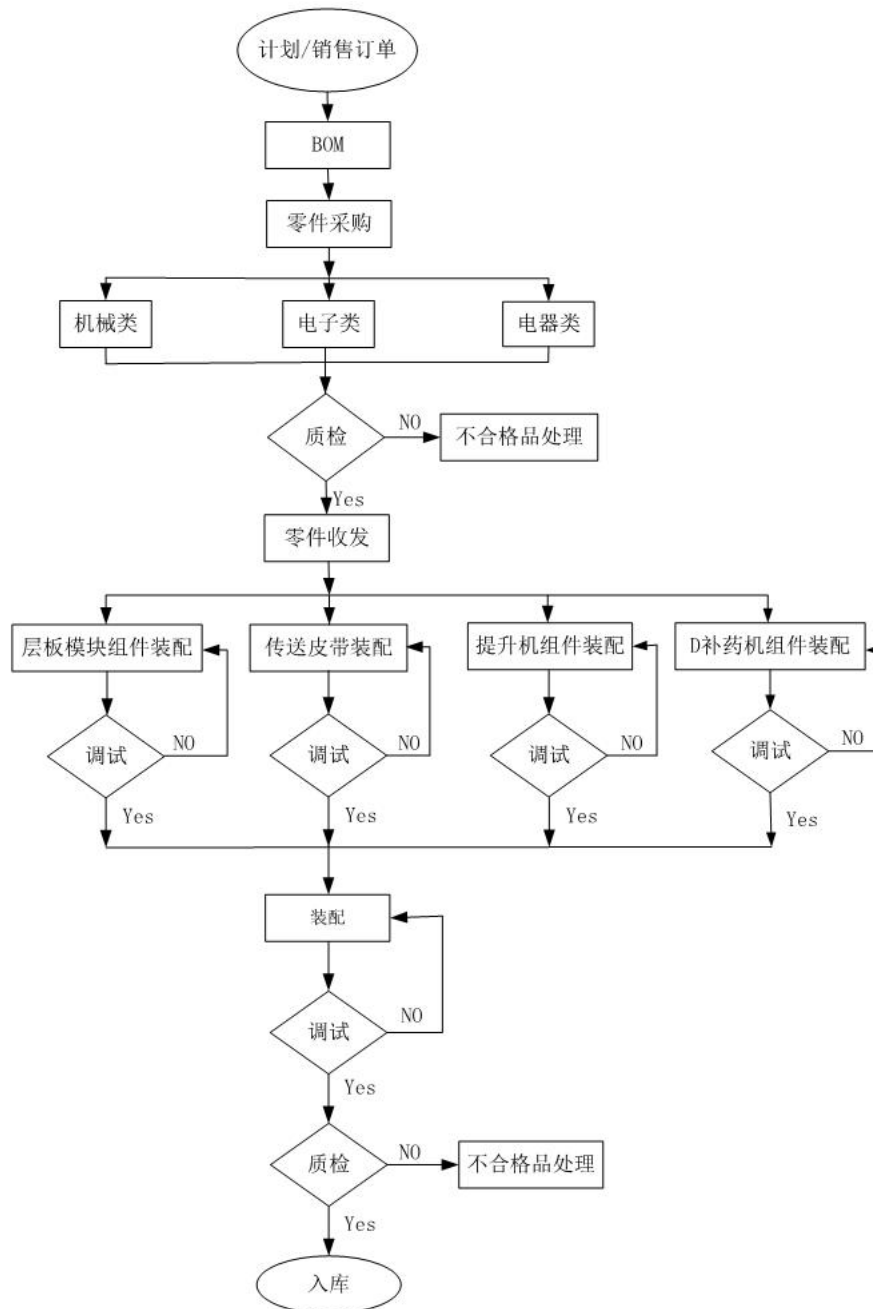 计划/销售订单
BOM
零件采购
机械类
电子类
电器类
质检
NO
不合格品处理
Yes
零件收发
层板模块组件装配
传送皮带装配
提升机组件装配
D补药机组件装配
调试
NO
调试
NO
调试
NO
调试
NO
Yes
Yes
Yes
Yes
装配
调试
NO
Yes
质检
NO
不合格品处理
Yes
入库